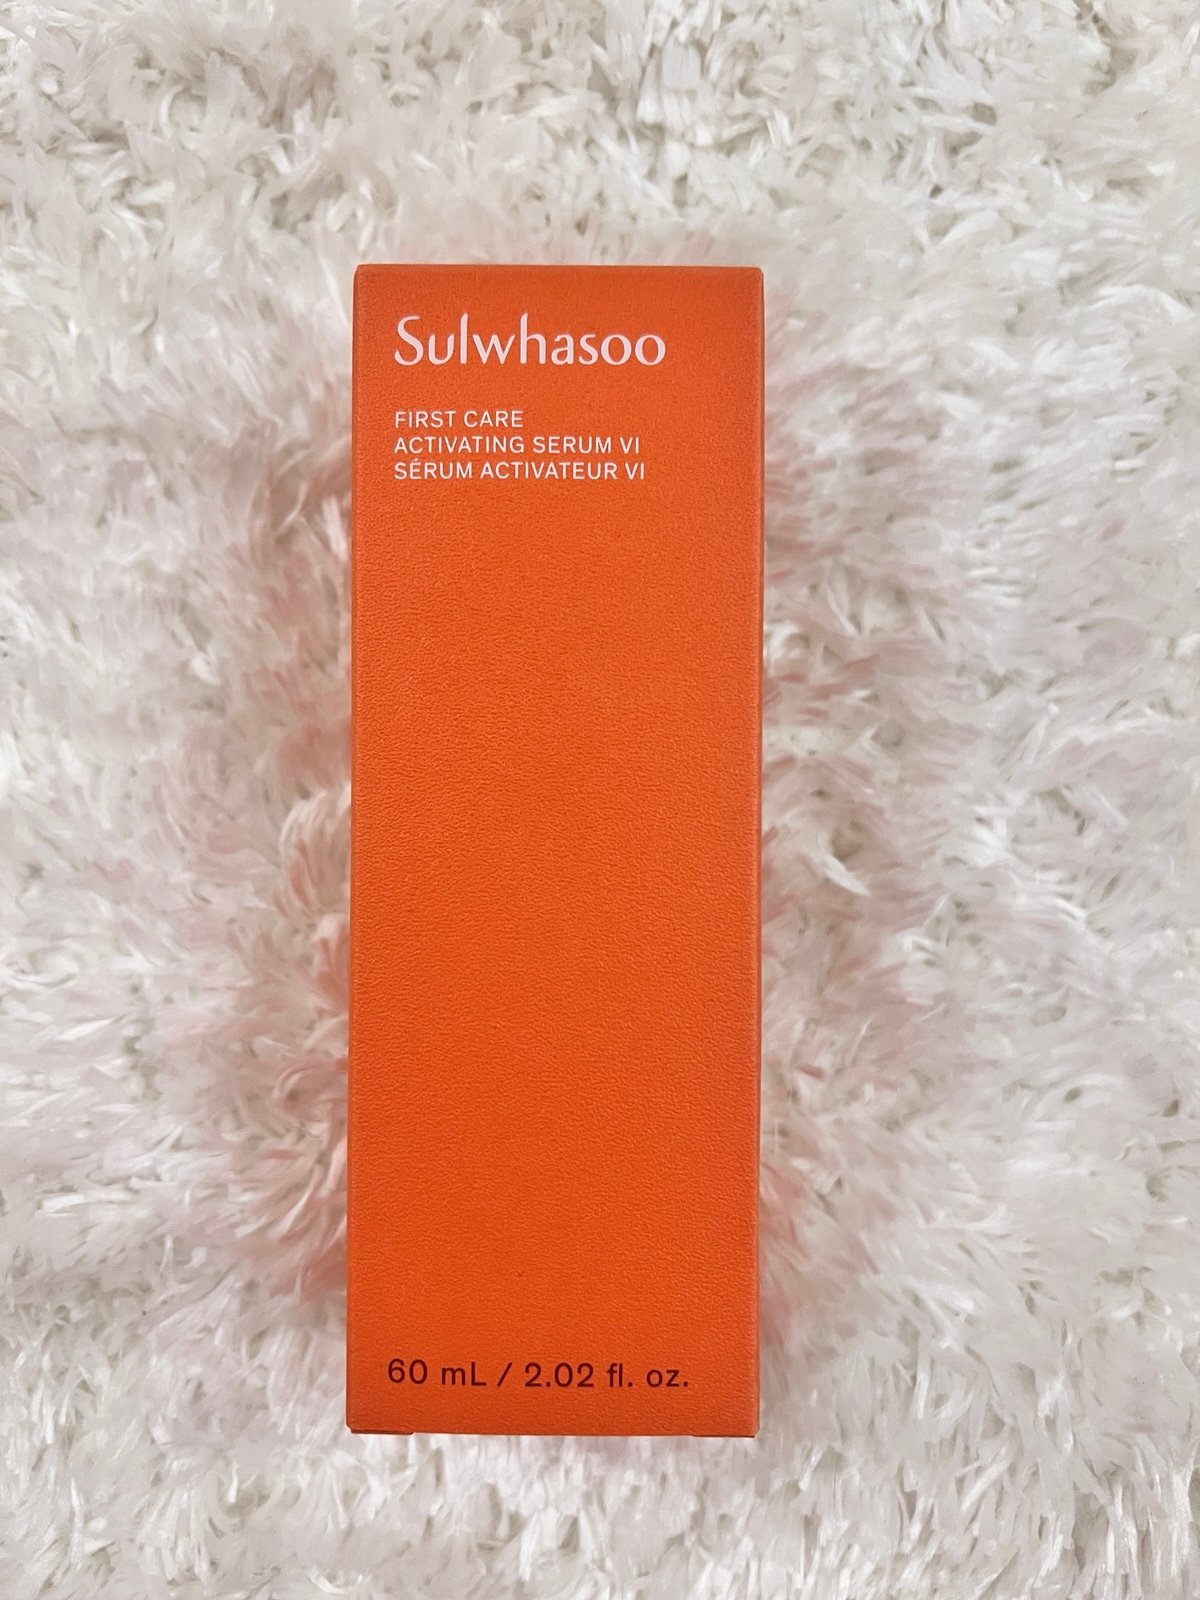 Sulwhasoo
FIRST CARE
ACTIVATING SERUM VI
SÉRUM ACTIVATEUR VI
60 mL / 2.02 fl. oz.